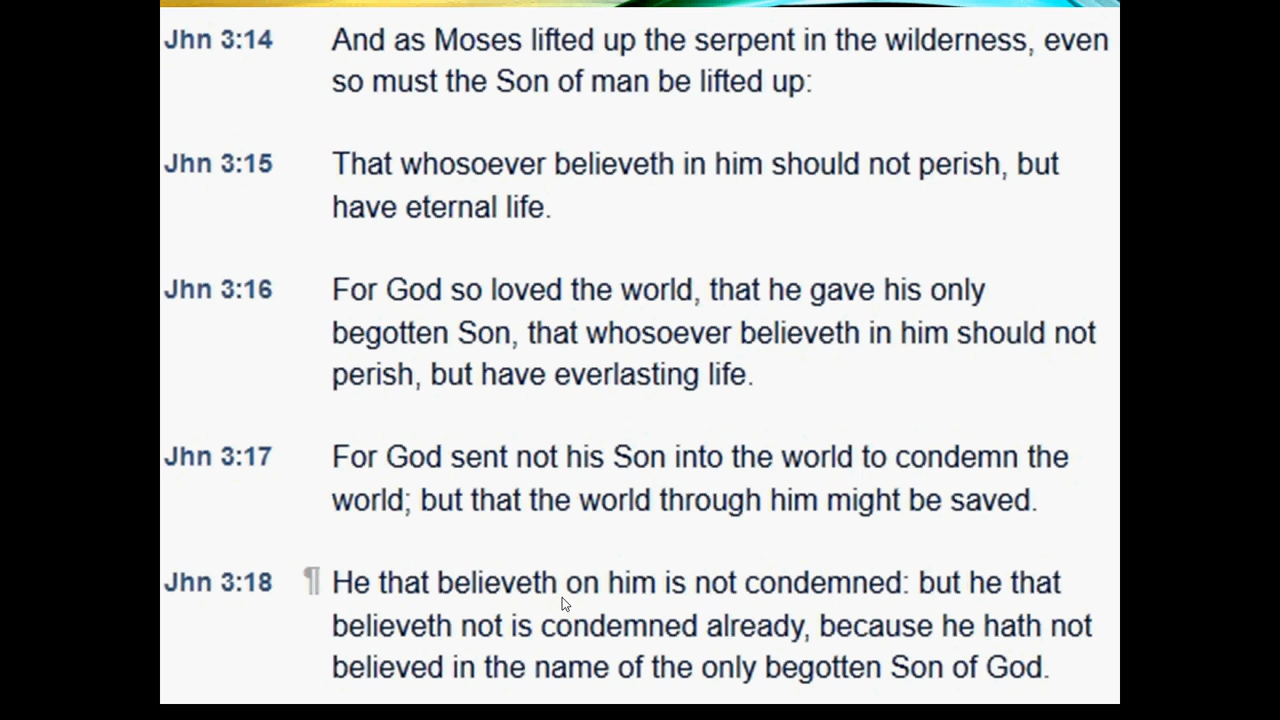 Jhn 3:14 And as Moses lifted up the serpent in the wilderness, even
so must the Son of man be lifted up:
Jhn 3:15 That whosoever believeth in him should not perish, but
have eternal life.
Jhn 3:16 For God so loved the world, that he gave his only
begotten Son, that whosoever believeth in him should not
perish, but have everlasting life.
Jhn 3:17 For God sent not his Son into the world to condemn the
world; but that the world through him might be saved.
Jhn 3:18 ¶ He that believeth on him is not condemned: but he that
believeth not is condemned already, because he hath not
believed in the name of the only begotten Son of God.